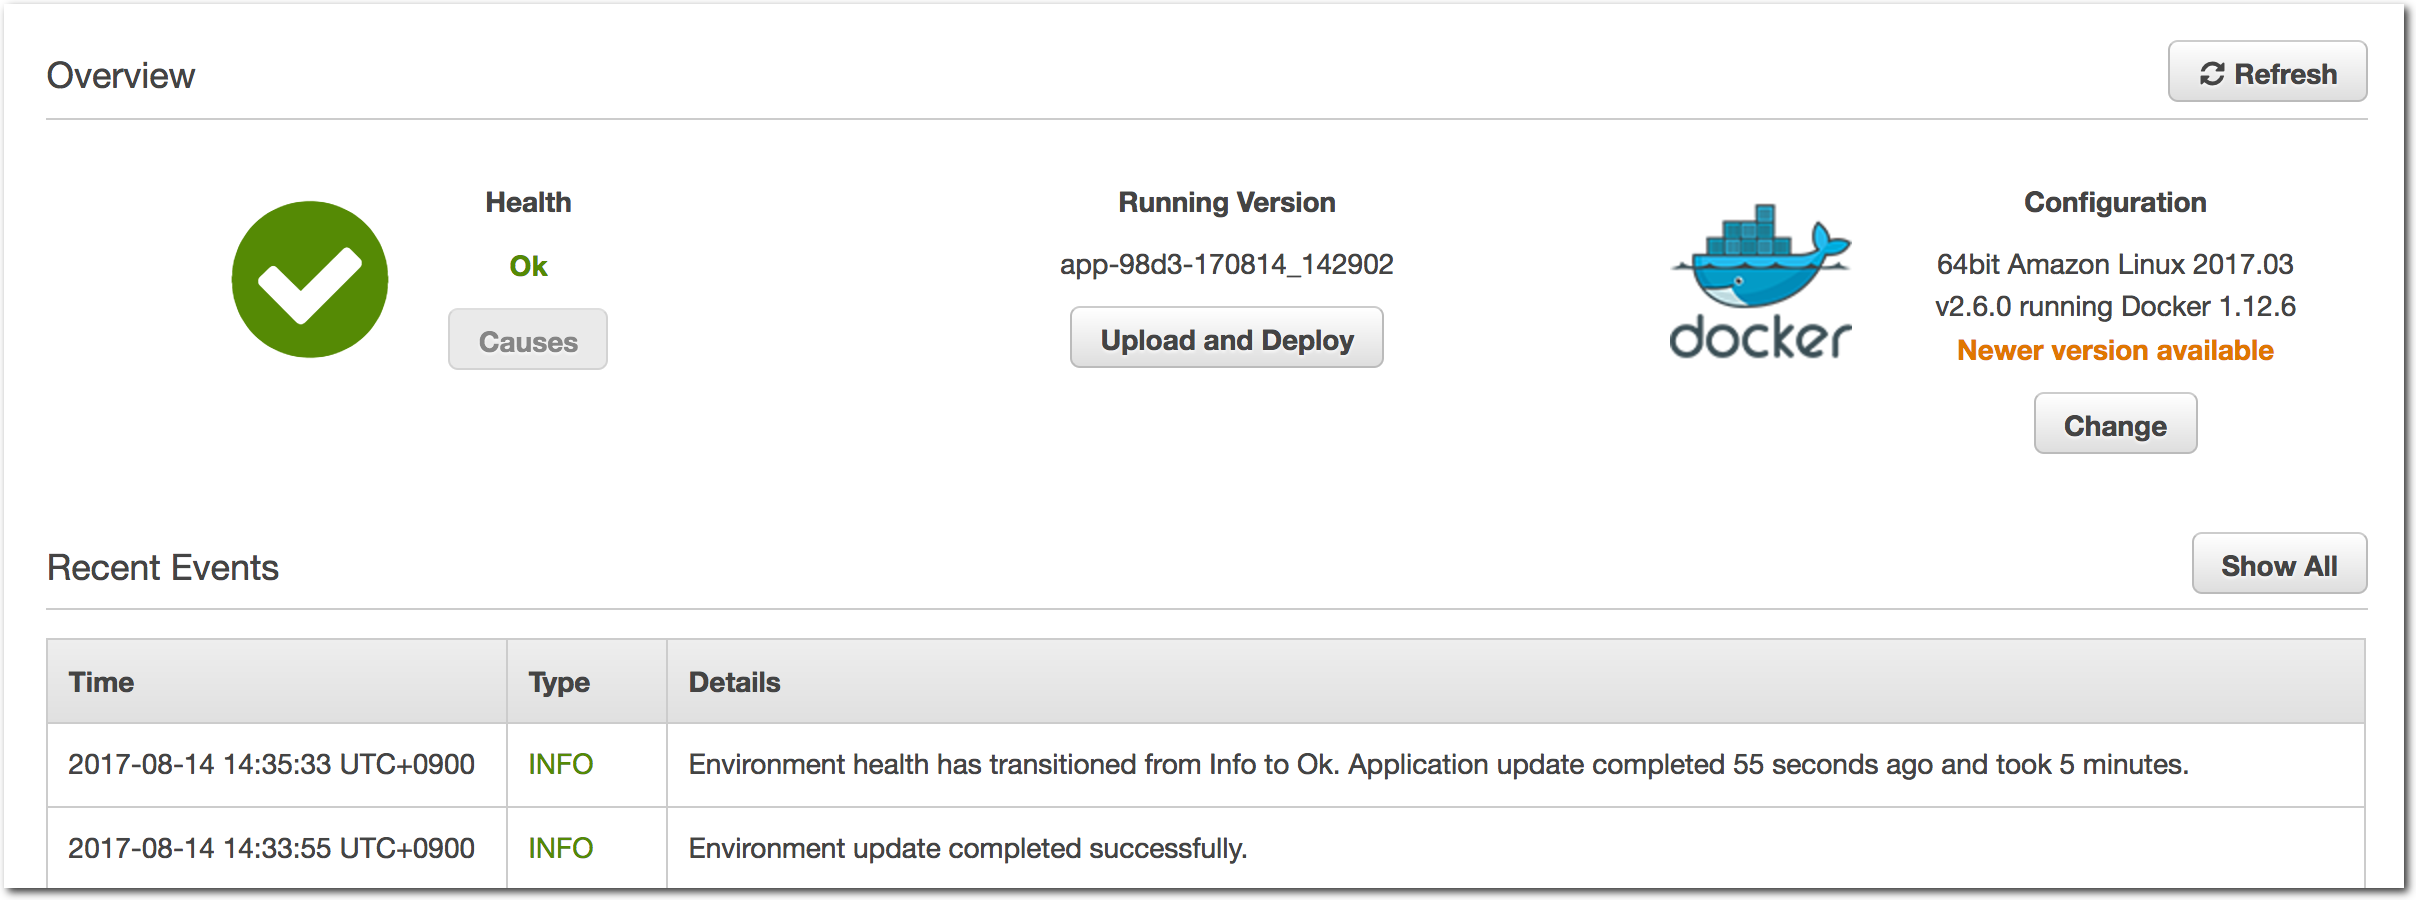 Overview
Refresh
Health
Ok
Causes
Running Version
app-98d3-170814_142902
Upload and Deploy
docker
Configuration
64bit Amazon Linux 2017.03
v2.6.0 running Docker 1.12.6
Newer version available
Change
Recent Events
Show All
Time Type Details
2017-08-14 14:35:33 UTC+0900 INFO Environment health has transitioned from Info to Ok. Application update completed 55 seconds ago and took 5 minutes.
2017-08-14 14:33:55 UTC+0900 INFO Environment update completed successfully.